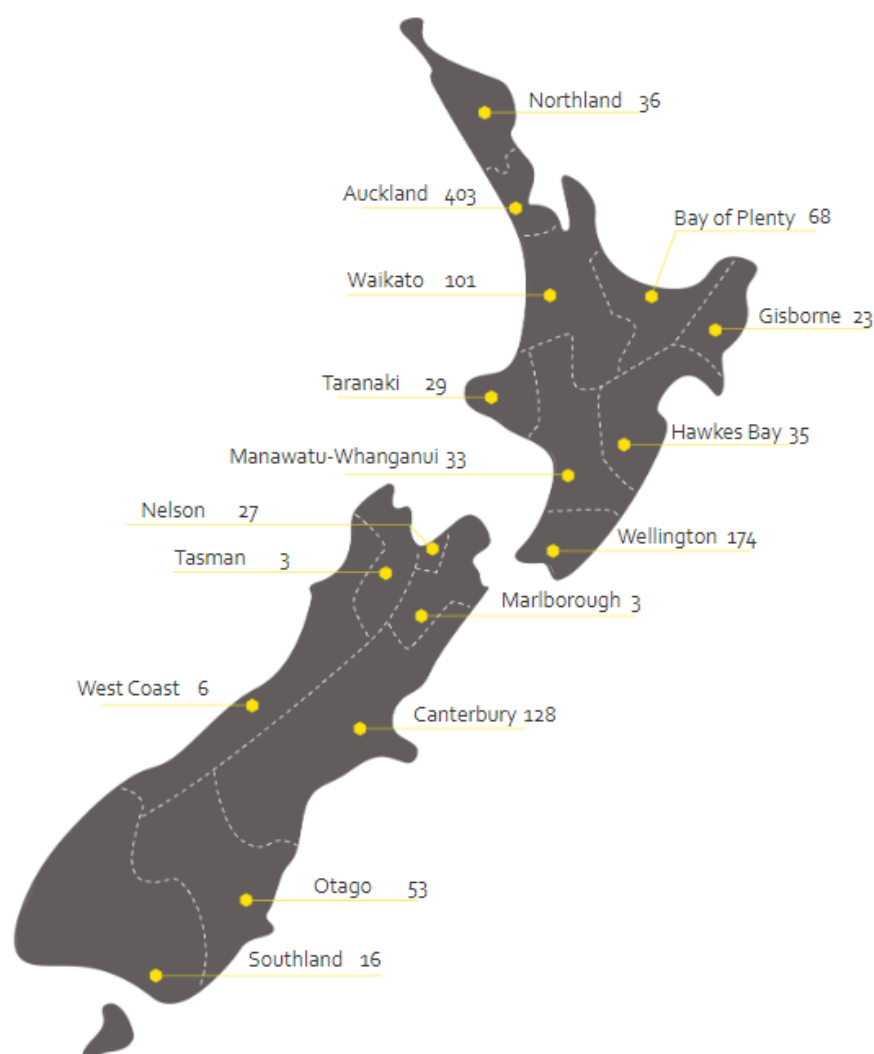 Northland 36
Auckland 403
Bay of Plenty 68
Waikato 101
Gisborne 23
Taranaki 29
Hawkes Bay 35
Manawatu-Whanganui 33
Nelson 27
Wellington 174
Tasman 3
Marlborough 3
West Coast 6
Canterbury 128
Otago 53
Southland 16